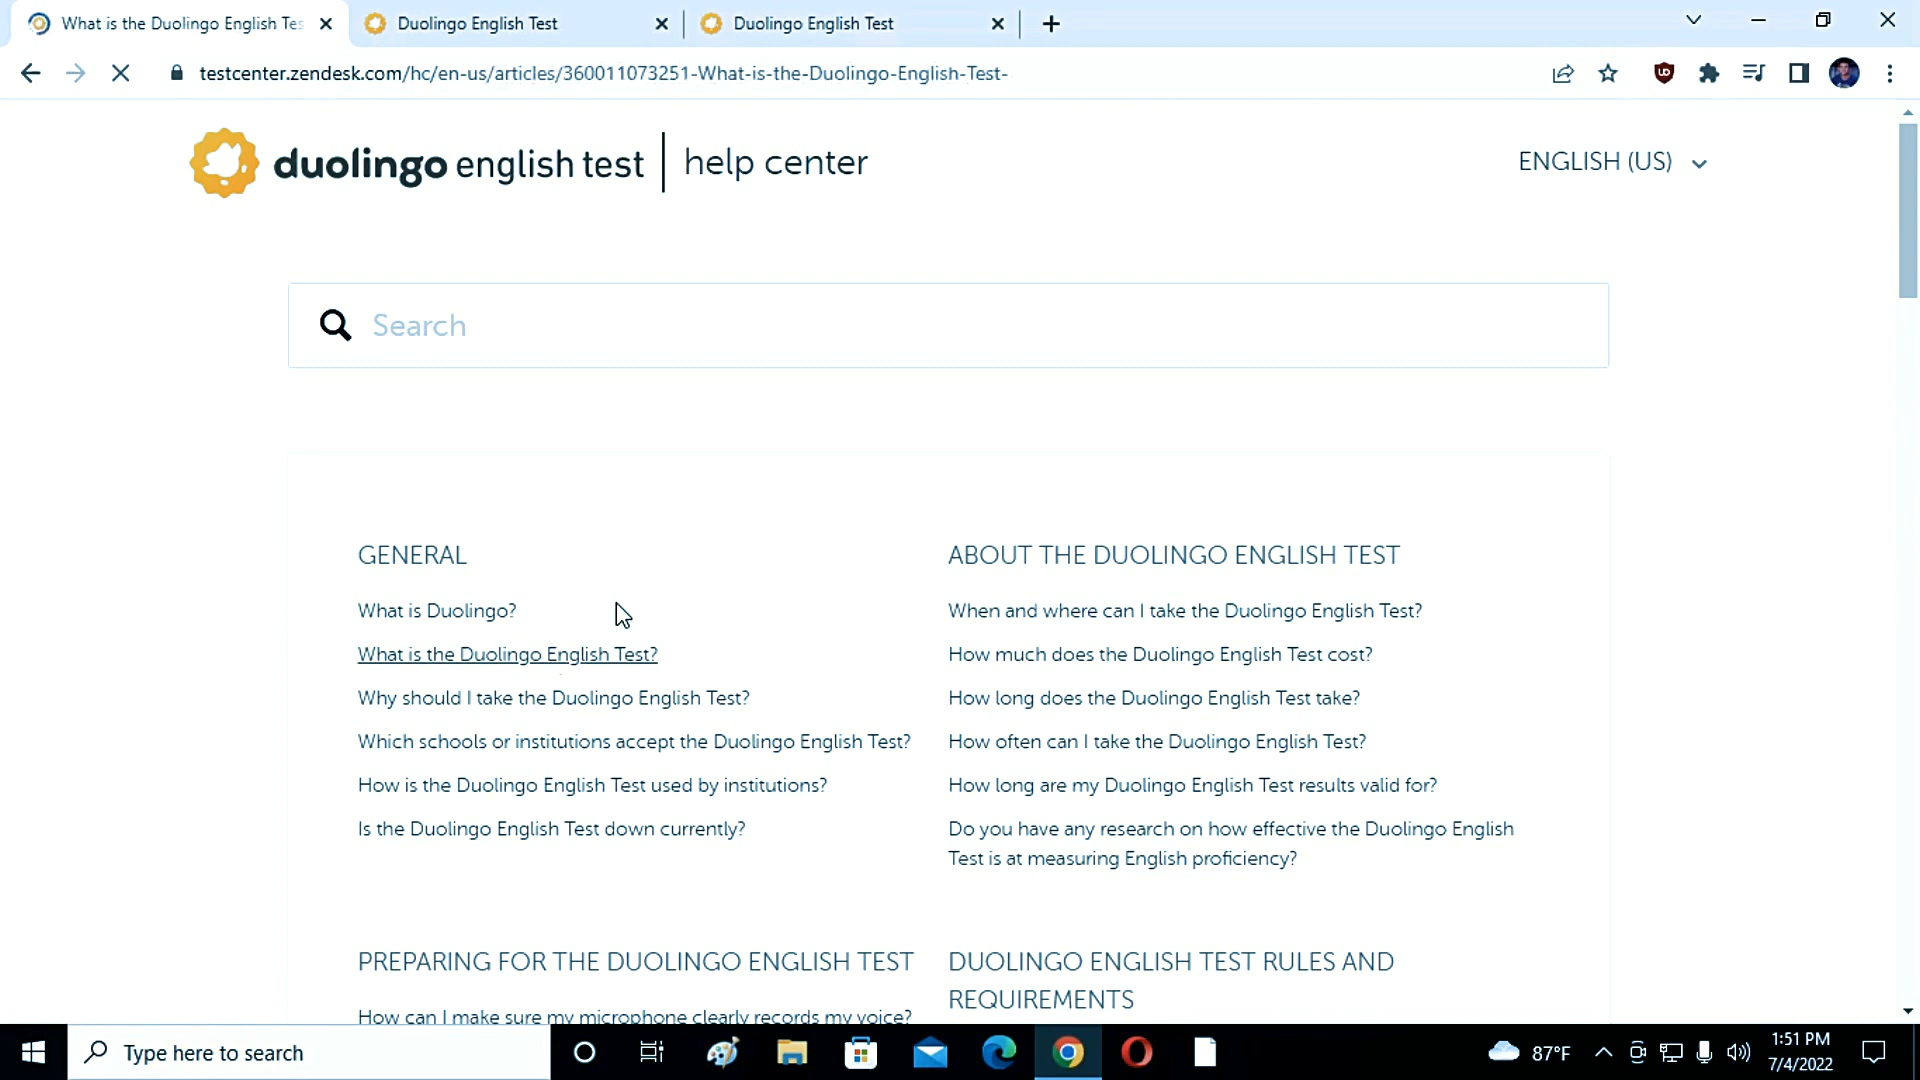 What is the Duolingo English Tes
Duolingo English Test
Duolingo English Test
testcenter.zendesk.com/hc/en-us/articles/360011073251-What-is-the-Duolingo-English-Test-
duolingo english test | help center
ENGLISH (US)
Search
GENERAL
What is Duolingo?
What is the Duolingo English Test?
Why should I take the Duolingo English Test?
Which schools or institutions accept the Duolingo English Test?
How is the Duolingo English Test used by institutions?
Is the Duolingo English Test down currently?
ABOUT THE DUOLINGO ENGLISH TEST
When and where can I take the Duolingo English Test?
How much does the Duolingo English Test cost?
How long does the Duolingo English Test take?
How often can I take the Duolingo English Test?
How long are my Duolingo English Test results valid for?
Do you have any research on how effective the Duolingo English
Test is at measuring English proficiency?
PREPARING FOR THE DUOLINGO ENGLISH TEST
How can I make sure my microphone clearly records my voice?
DUOLINGO ENGLISH TEST RULES AND
REQUIREMENTS
Type here to search
87°F
1:51 PM
7/4/2022